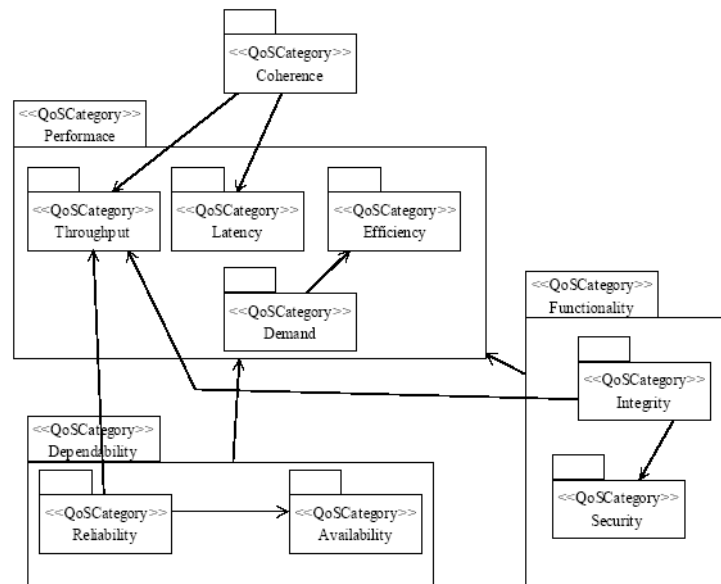 <<QoSCategory>>
Coherence
<<QoSCategory>>
Performace
<<QoSCategory>>
Throughput
<<QoSCategory>>
Latency
<<QoSCategory>>
Efficiency
<<QoSCategory>>
Demand
<<QoSCategory>>
Functionality
<<QoSCategory>>
Integrity
<<QoSCategory>>
Security
<<QoSCategory>>
Dependability
<<QoSCategory>>
Reliability
<<QoSCategory>>
Availability